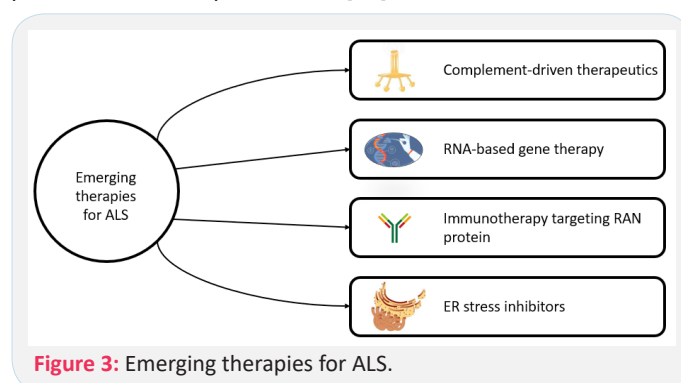 Emerging
therapies
for ALS
Complement-driven therapeutics
RNA-based gene therapy
Immunotherapy targeting RAN
protein
ER stress inhibitors
Figure 3: Emerging therapies for ALS.